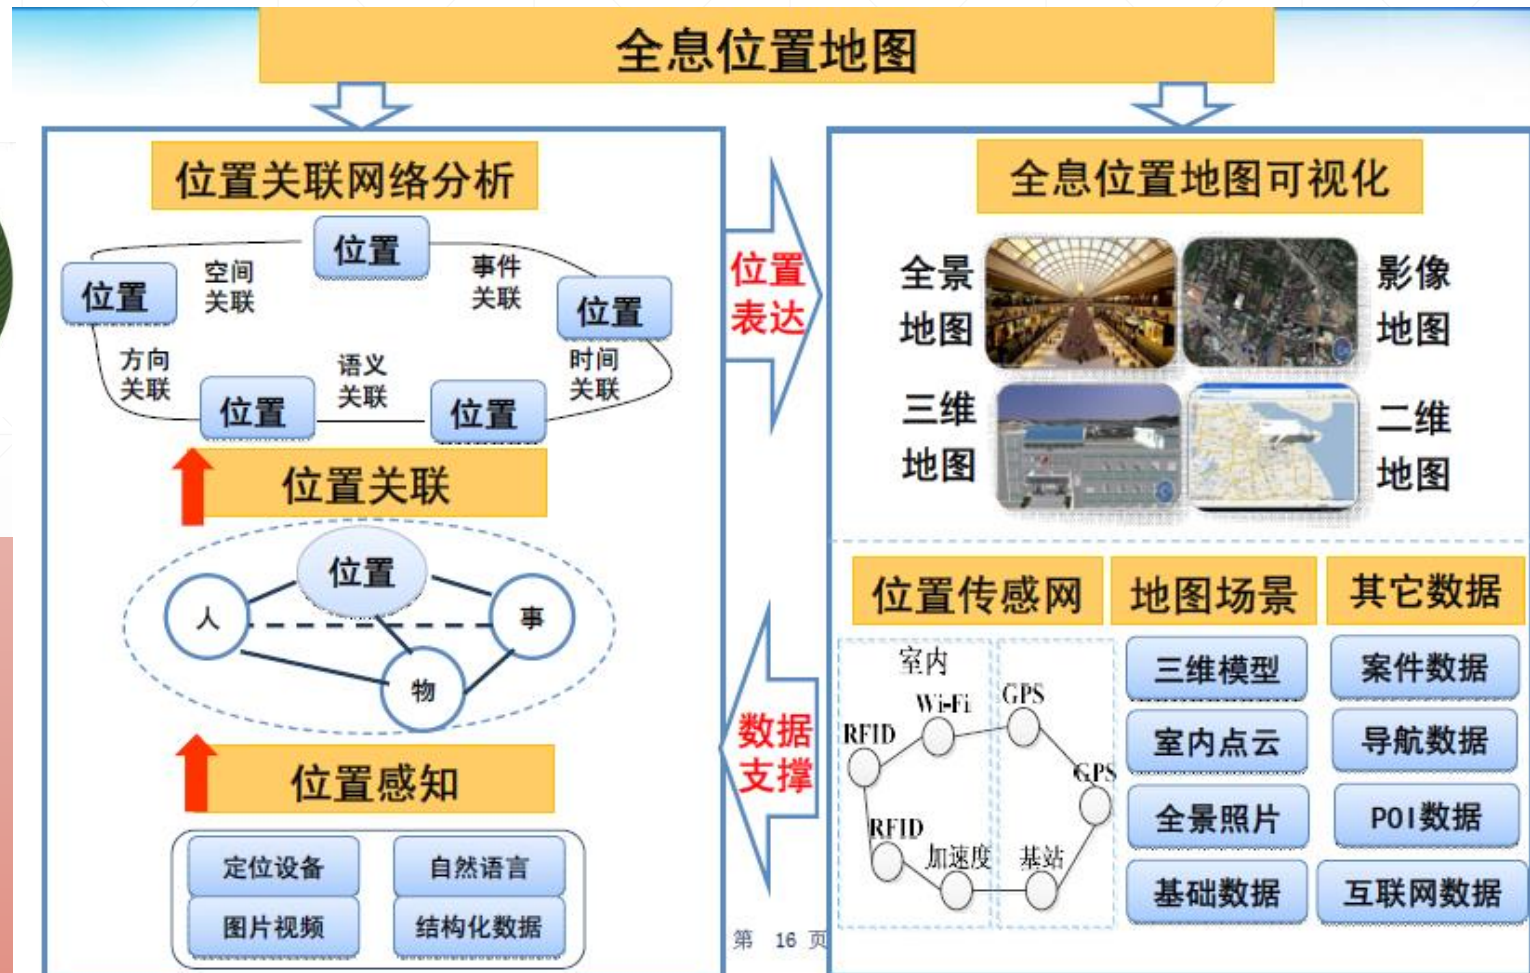 全息位置地图
位置关联网络分析
位置
位置
位置
位置
位置
空间
关联
事件
关联
方向
关联
语义
关联
时间
关联
位置关联
位置
人
事
物
位置感知
定位设备
自然语言
图片视频
结构化数据
位置
表达
数据
支撑
全息位置地图可视化
全景
地图
影像
地图
三维
地图
二维
地图
位置传感网
室内
Wi-Fi
GPS
RFID
GPS
RFID
加速度
基站
地图场景
三维模型
室内点云
全景照片
基础数据
其它数据
案件数据
导航数据
POI数据
互联网数据
第 16 页